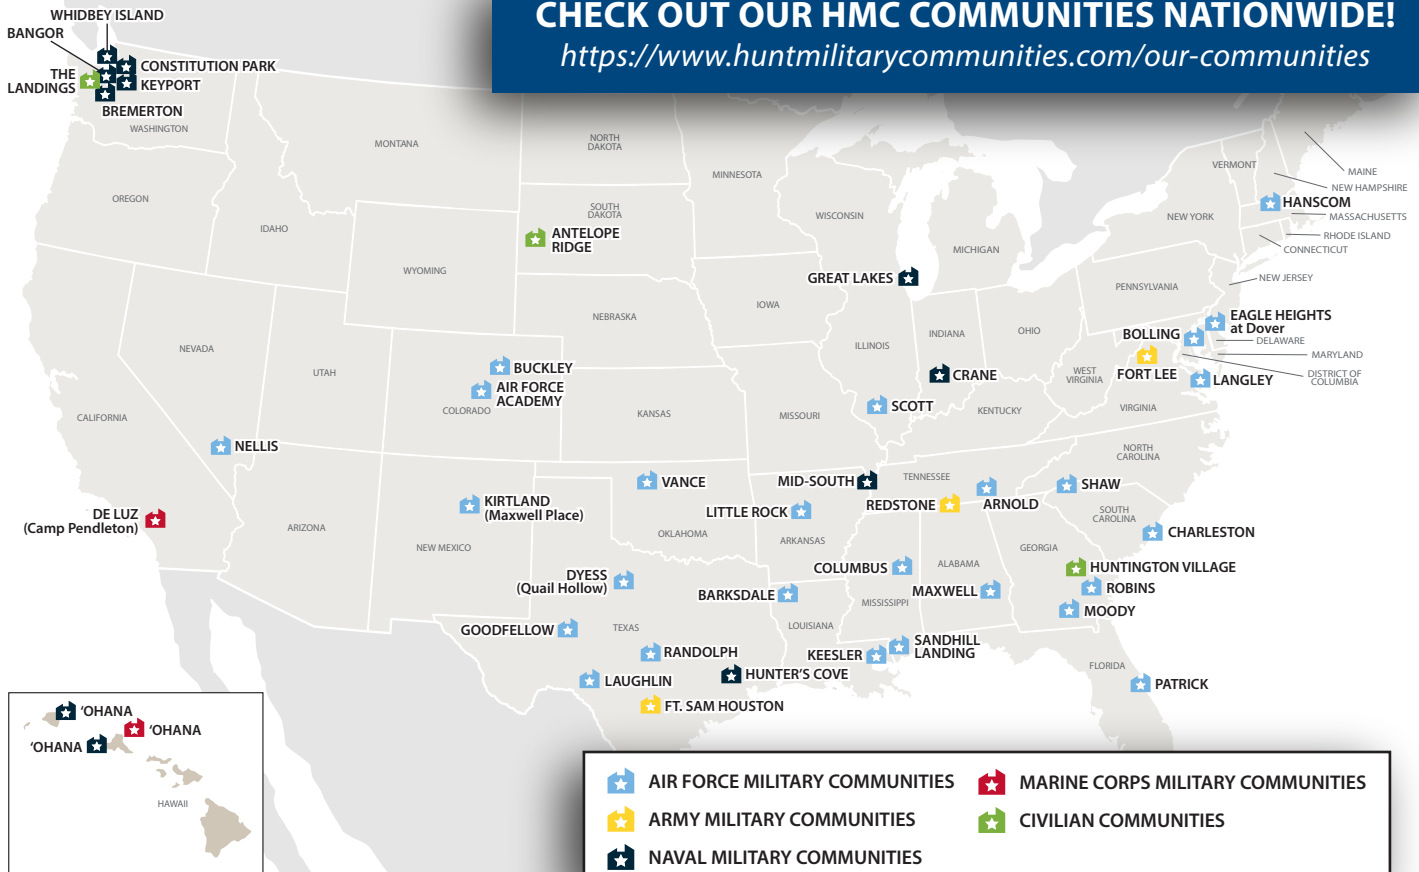 CHECK OUT OUR HMC COMMUNITIES NATIONWIDE!
https://www.huntmilitarycommunities.com/our-communities
WHIDBEY ISLAND
BANGOR
THE
LANDINGS
CONSTITUTION PARK
KEYPORT
BREMERTON
WASHINGTON
MONTANA
NORTH
DAKOTA
MINNESOTA
VERMONT
MAINE
NEW HAMPSHIRE
HANSCOM
MASSACHUSETTS
RHODE ISLAND
CONNECTICUT
OREGON
IDAHO
SOUTH
DAKOTA
ANTELOPE
RIDGE
WISCONSIN
NEW YORK
MICHIGAN
WYOMING
GREAT LAKES
PENNSYLVANIA
NEW JERSEY
NEBRASKA
IOWA
EAGLE HEIGHTS
at Dover
BOLLING
DELAWARE
MARYLAND
DISTRICT OF
COLUMBIA
NEVADA
UTAH
ILLINOIS
INDIANA
OHIO
FORT LEE
LANGLEY
BUCKLEY
AIR FORCE
ACADEMY
COLORADO
CRANE
WEST
VIRGINIA
CALIFORNIA
KANSAS
MISSOURI
SCOTT
KENTUCKY
VIRGINIA
NELLIS
NORTH
CAROLINA
VANCE
MID-SOUTH
TENNESSEE
SHAW
DE LUZ
(Camp Pendleton)
KIRTLAND
(Maxwell Place)
LITTLE ROCK
REDSTONE
ARNOLD
SOUTH
CAROLINA
ARIZONA
NEW MEXICO
OKLAHOMA
ARKANSAS
CHARLESTON
GEORGIA
DYESS
(Quail Hollow)
COLUMBUS
ALABAMA
HUNTINGTON VILLAGE
BARKSDALE
MISSISSIPPI
MAXWELL
ROBINS
MOODY
GOODFELLOW
TEXAS
LOUISIANA
RANDOLPH
KEESLER
SANDHILL
LANDING
FLORIDA
LAUGHLIN
HUNTER'S COVE
PATRICK
FT. SAM HOUSTON
'OHANA
'OHANA
'OHANA
HAWAII
AIR FORCE MILITARY COMMUNITIES
MARINE CORPS MILITARY COMMUNITIES
ARMY MILITARY COMMUNITIES
CIVILIAN COMMUNITIES
NAVAL MILITARY COMMUNITIES